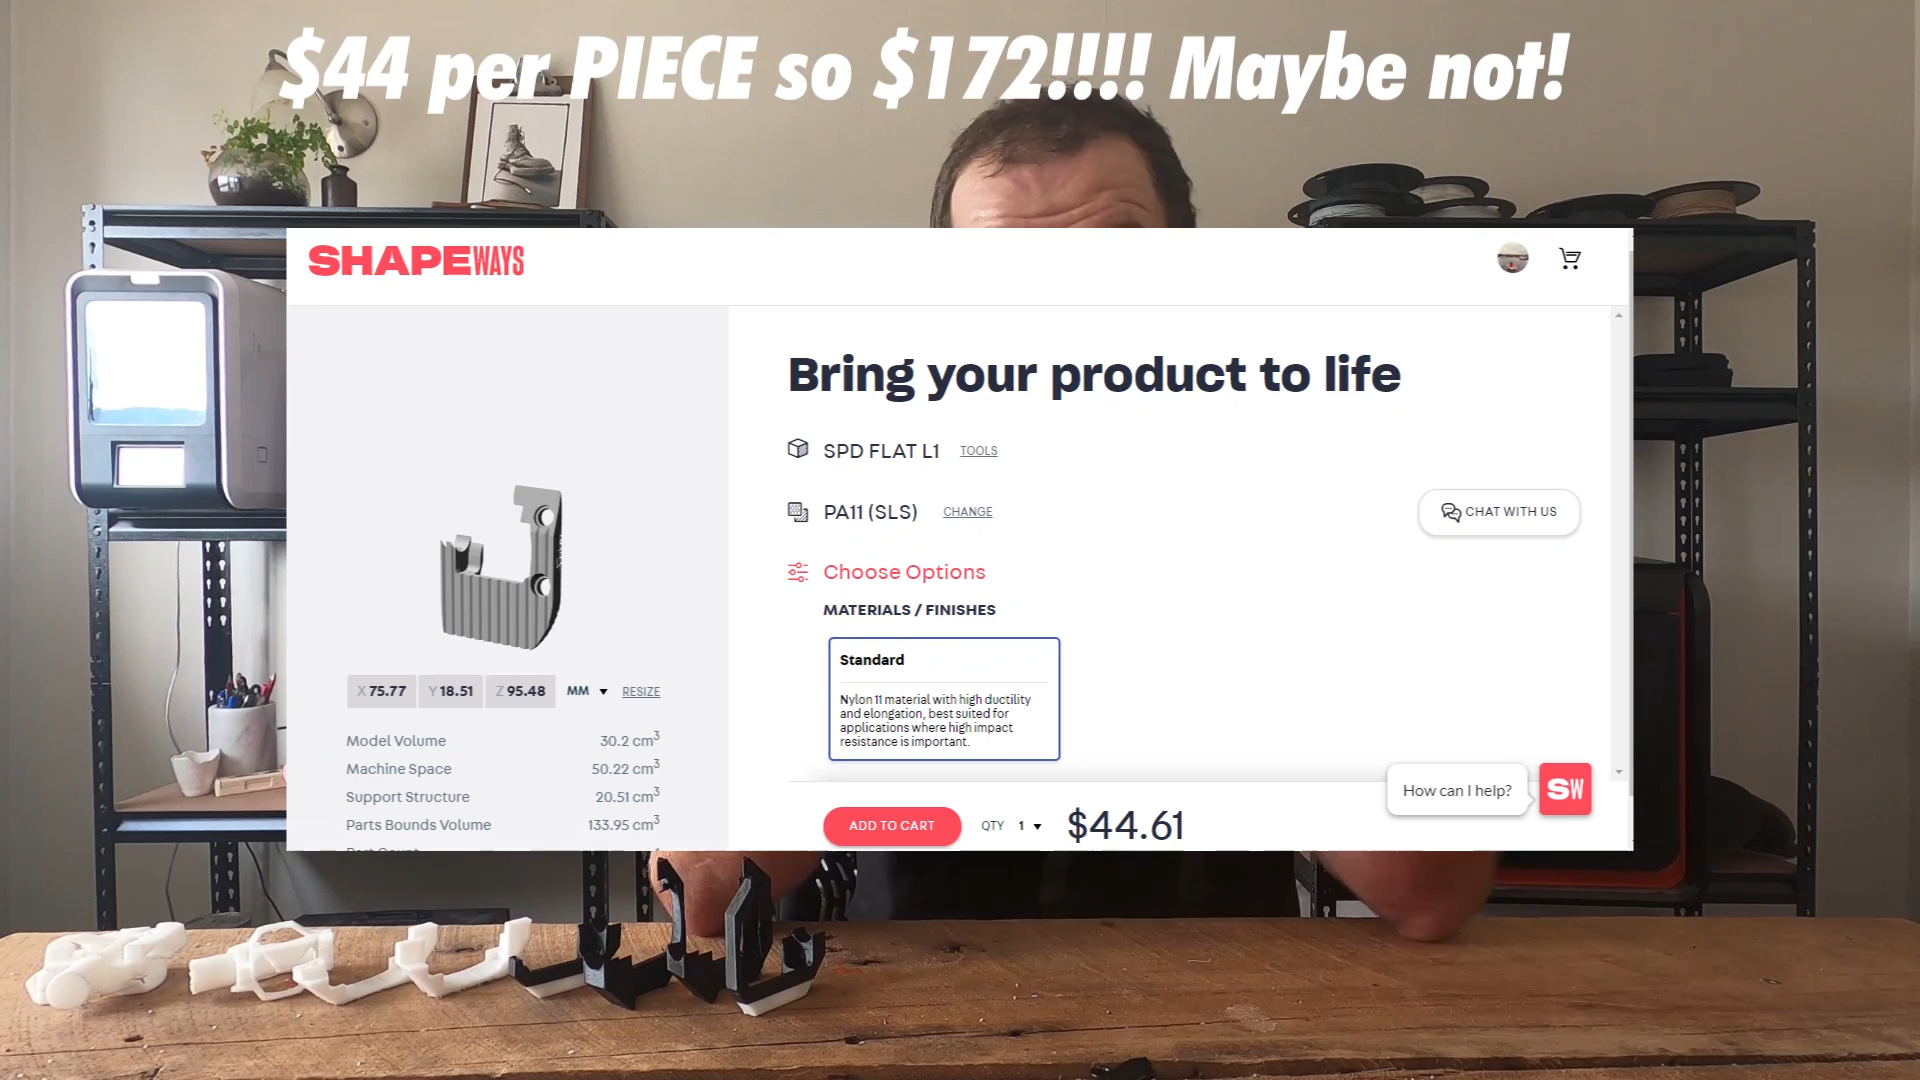 $44 per PIECE so $172!!!! Maybe not!
SHAPEWAYS
Bring your product to life
SPD FLAT L1 TOOLS
PA11 (SLS) CHANGE
CHAT WITH US
Choose Options
MATERIALS / FINISHES
Standard
Nylon 11 material with high ductility
and elongation, best suited for
applications where high impact
resistance is important.
X 75.77 Y 18.51 Z 95.48 MM RESIZE
Model Volume 30.2 cm³
Machine Space 50.22 cm³
Support Structure 20.51 cm³
Parts Bounds Volume 133.95 cm³
ADD TO CART QTY 1 $44.61
How can I help?
SW